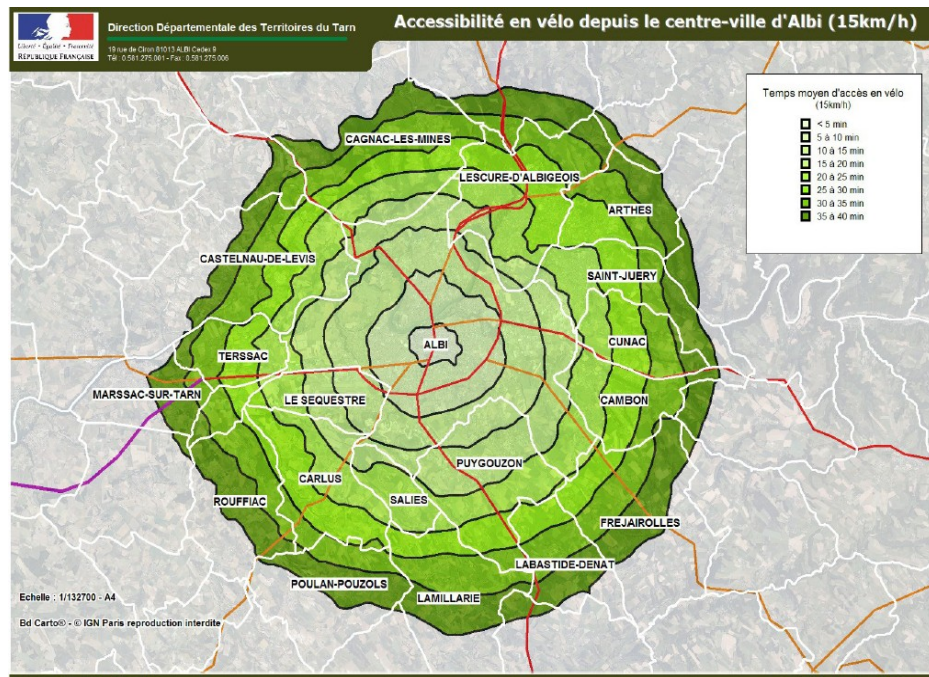 Liberté • Égalité • Fraternité
RÉPUBLIQUE FRANÇAISE
Direction Départementale des Territoires du Tarn
19 rue de Ciron 81013 ALBI Cedex 9
Tél : 0.581.275.001 - Fax : 0.581.275.006
Accessibilité en vélo depuis le centre-ville d'Albi (15km/h)
Temps moyen d'accès en vélo
(15km/h)
< 5 min
5 à 10 min
10 à 15 min
15 à 20 min
20 à 25 min
25 à 30 min
30 à 35 min
35 à 40 min
CAGNAC-LES-MINES
LESCURE-D'ALBIGEOIS
ARTHES
CASTELNAU-DE-LEVIS
SAINT-JUERY
ALBI
CUNAC
TERSSAC
MARSSAC-SUR-TARN
LE SEQUESTRE
CAMBON
PUYGOUZON
CARLUS
SALIES
ROUFFIAC
FREJAIROLLES
LABASTIDE-DENAT
POULAN-POUZOLS
LAMILLARIE
Echelle : 1/132700 - A4
Bd Carto® - © IGN Paris reproduction interdite